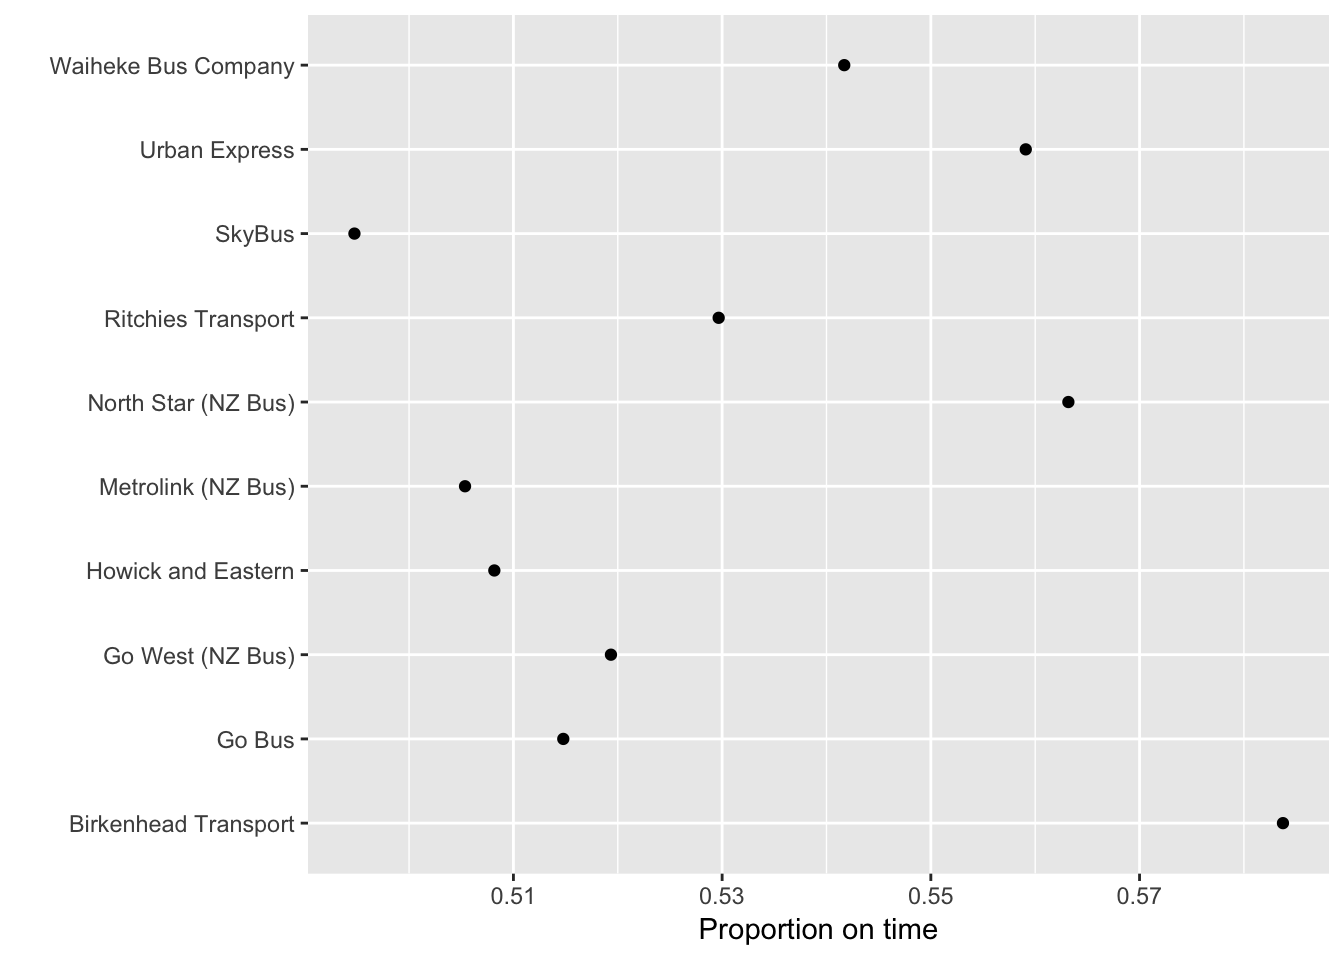 Waiheke Bus Company
Urban Express
SkyBus
Ritchies Transport
North Star (NZ Bus)
Metrolink (NZ Bus)
Howick and Eastern
Go West (NZ Bus)
Go Bus
Birkenhead Transport
0.51 0.53 0.55 0.57
Proportion on time